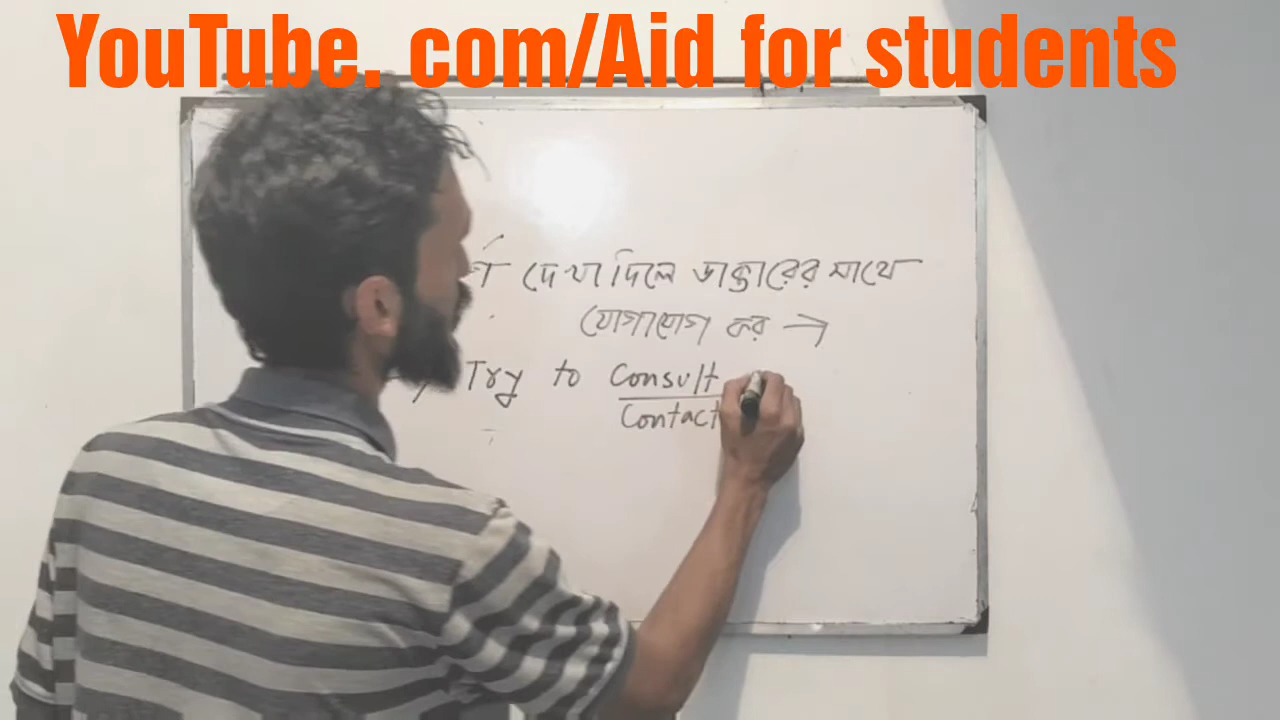 YouTube. com/Aid for students
দেখা দিলে ডাক্তারের সাথে
যোগাযোগ কর →
Try to Consult
Contact